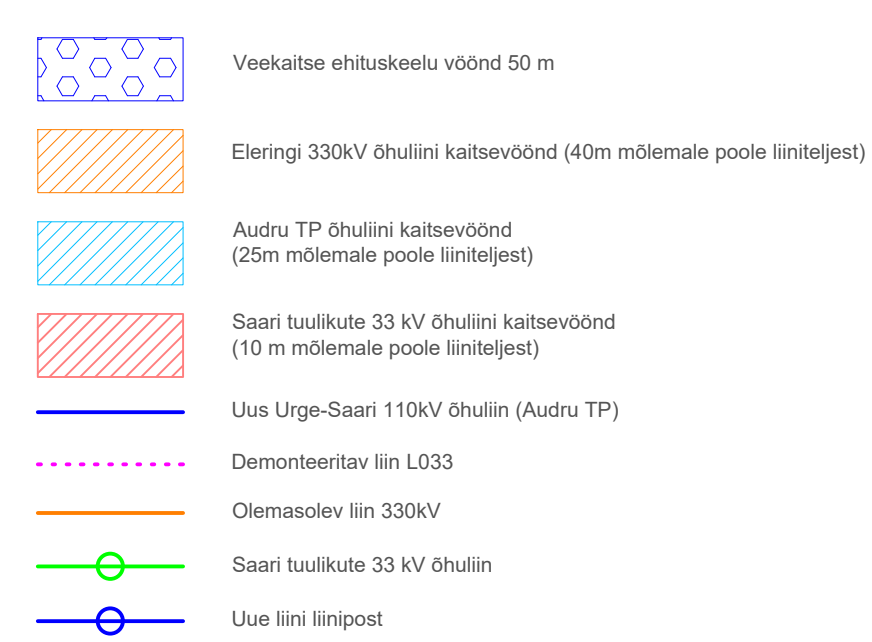 Veekaitse ehituskeelu vöönd 50 m
Eleringi 330kV õhuliini kaitsevöönd (40m mõlemale poole liiniteljest)
Audru TP õhuliini kaitsevöönd
(25m mõlemale poole liiniteljest)
Saari tuulikute 33 kV õhuliini kaitsevöönd
(10 m mõlemale poole liiniteljest)
Uus Urge-Saari 110kV õhuliin (Audru TP)
Demonteeritav liin L033
Olemasolev liin 330kV
Saari tuulikute 33 kV õhuliin
Uue liini liinipost